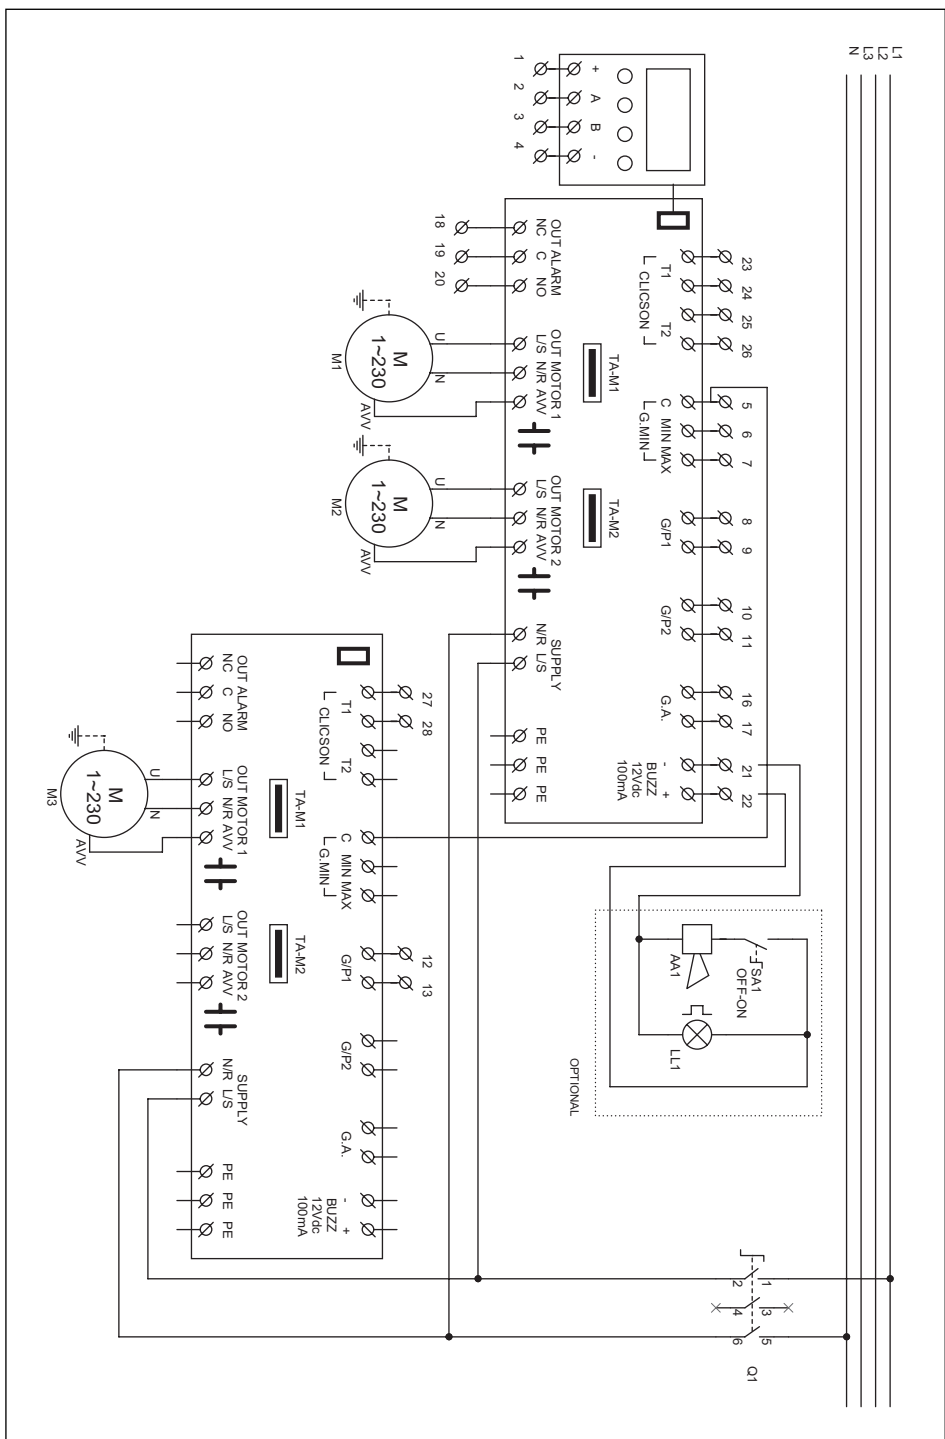 L1
L2
L3
N
+ A B -
1 2 3 4
23 24 25 26
5 6 7
8 9
10 11
16 17
21 22
T1 T2
CLICSON
C MIN MAX
G.MIN
G/P1
G/P2
G.A.
- +
BUZZ
12Vdc
100mA
TA-M1
TA-M2
OUT ALARM
NC C NO
18 19 20
OUT MOTOR 1
L/S N/R AVV
OUT MOTOR 2
L/S N/R AVV
SUPPLY
N/R L/S
PE PE PE
U N
M
1~230
AVV
M1
U N
M
1~230
AVV
M2
SA1
OFF-ON
AA1
LL1
OPTIONAL
1 3 5
2 4 6
Q1
27 28
12 13
T1 T2
CLICSON
C MIN MAX
G.MIN
G/P1
G/P2
G.A.
- +
BUZZ
12Vdc
100mA
TA-M1
TA-M2
OUT ALARM
NC C NO
OUT MOTOR 1
L/S N/R AVV
OUT MOTOR 2
L/S N/R AVV
SUPPLY
N/R L/S
PE PE PE
U N
M
1~230
AVV
M3